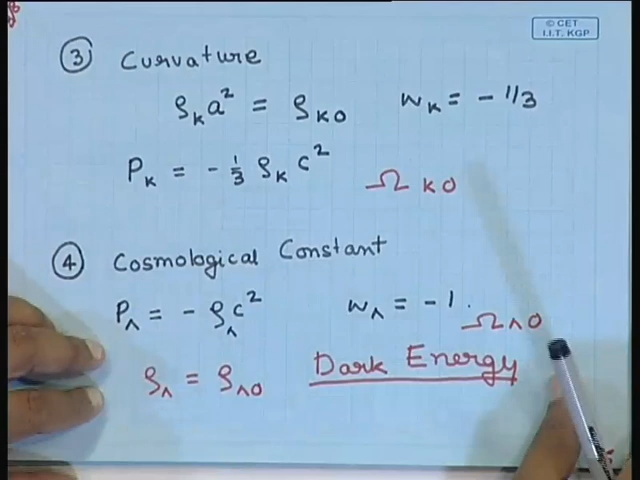 © CET
I.I.T. KGP
③ Curvature
ρ_K a² = ρ_K0    w_K = - 1/3
P_K = - 1/3 ρ_K c²    Ω_K0
④ Cosmological Constant
P_Λ = - ρ_Λ c²    w_Λ = -1.    Ω_Λ0
ρ_Λ = ρ_Λ0    Dark Energy